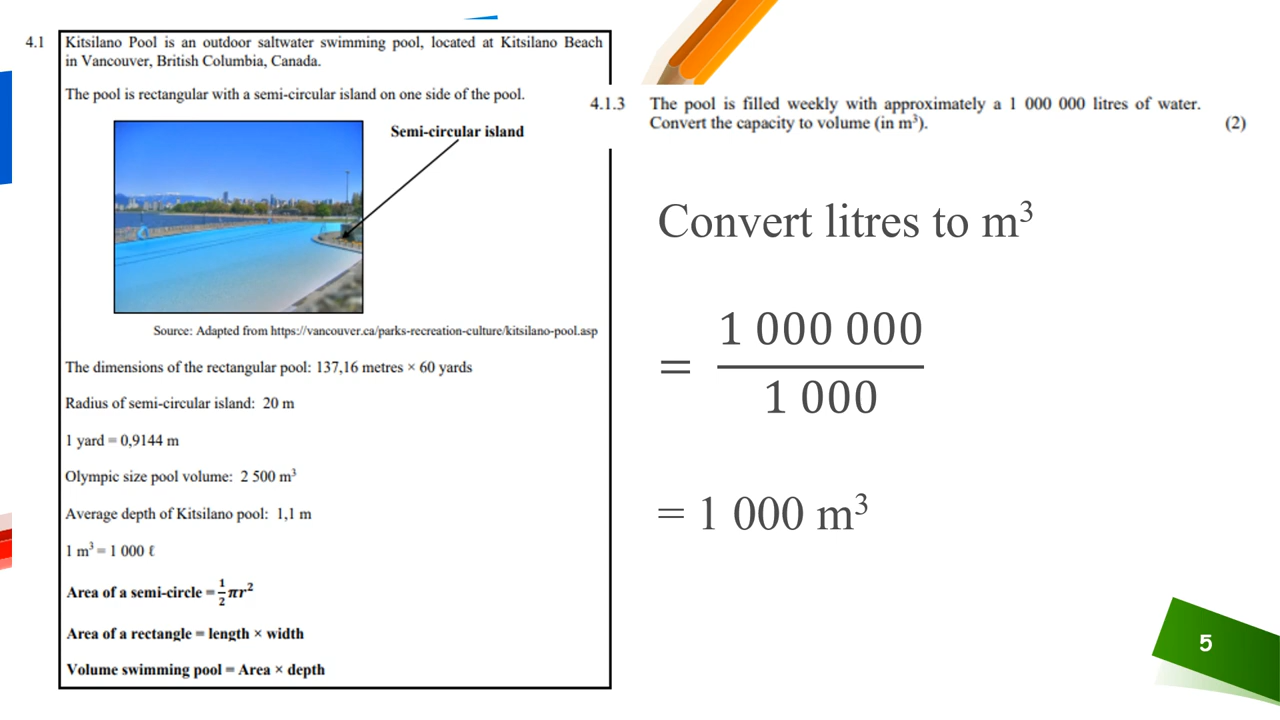 4.1 Kitsilano Pool is an outdoor saltwater swimming pool, located at Kitsilano Beach
in Vancouver, British Columbia, Canada.
The pool is rectangular with a semi-circular island on one side of the pool.
Semi-circular island
Source: Adapted from https://vancouver.ca/parks-recreation-culture/kitsilano-pool.asp
The dimensions of the rectangular pool: 137,16 metres × 60 yards
Radius of semi-circular island: 20 m
1 yard = 0,9144 m
Olympic size pool volume: 2 500 m³
Average depth of Kitsilano pool: 1,1 m
1 m³ = 1 000 ℓ
Area of a semi-circle = 1/2 πr²
Area of a rectangle = length × width
Volume swimming pool = Area × depth
4.1.3 The pool is filled weekly with approximately a 1 000 000 litres of water.
Convert the capacity to volume (in m³). (2)
Convert litres to m³
= 1 000 000 / 1 000
= 1 000 m³
5